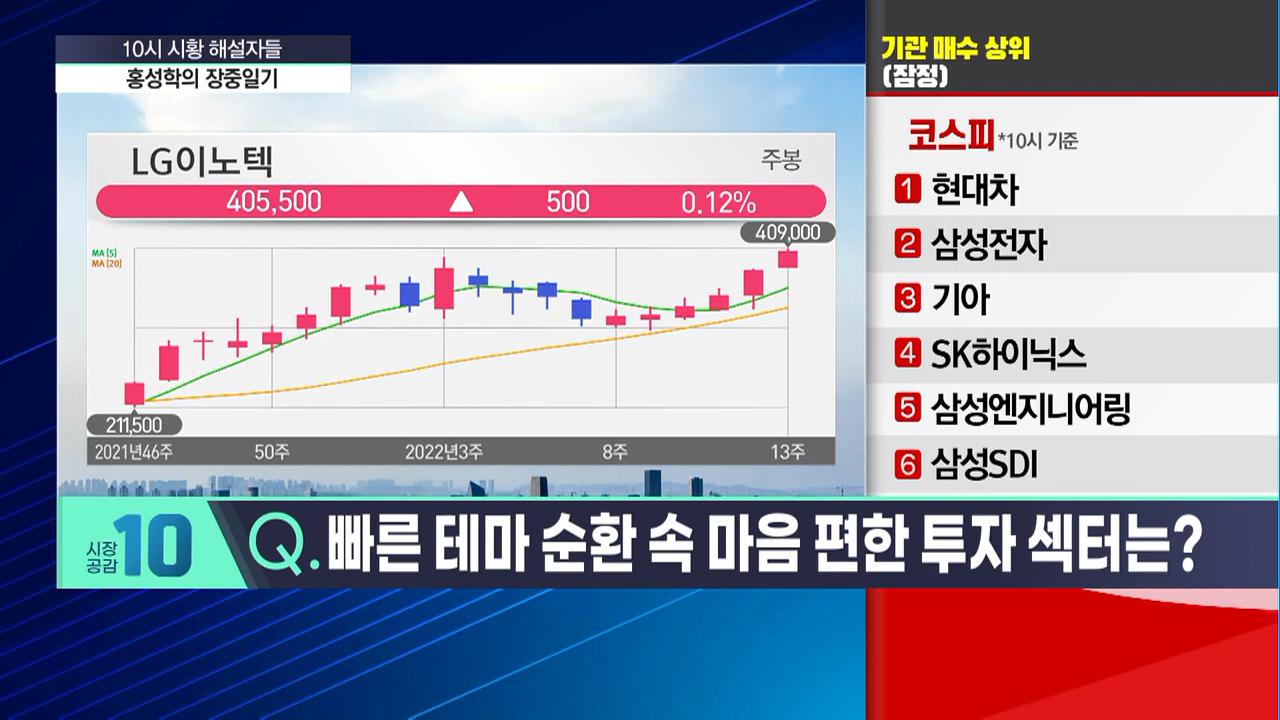 10시 시황 해설자들
홍성학의 장중일기
LG이노텍
주봉
405,500 ▲ 500 0.12%
409,000
MA [5]
MA [20]
211,500
2021년46주 50주 2022년3주 8주 13주
기관 매수 상위
(잠정)
코스피 *10시 기준
1 현대차
2 삼성전자
3 기아
4 SK하이닉스
5 삼성엔지니어링
6 삼성SDI
시장
공감
10
Q. 빠른 테마 순환 속 마음 편한 투자 섹터는?